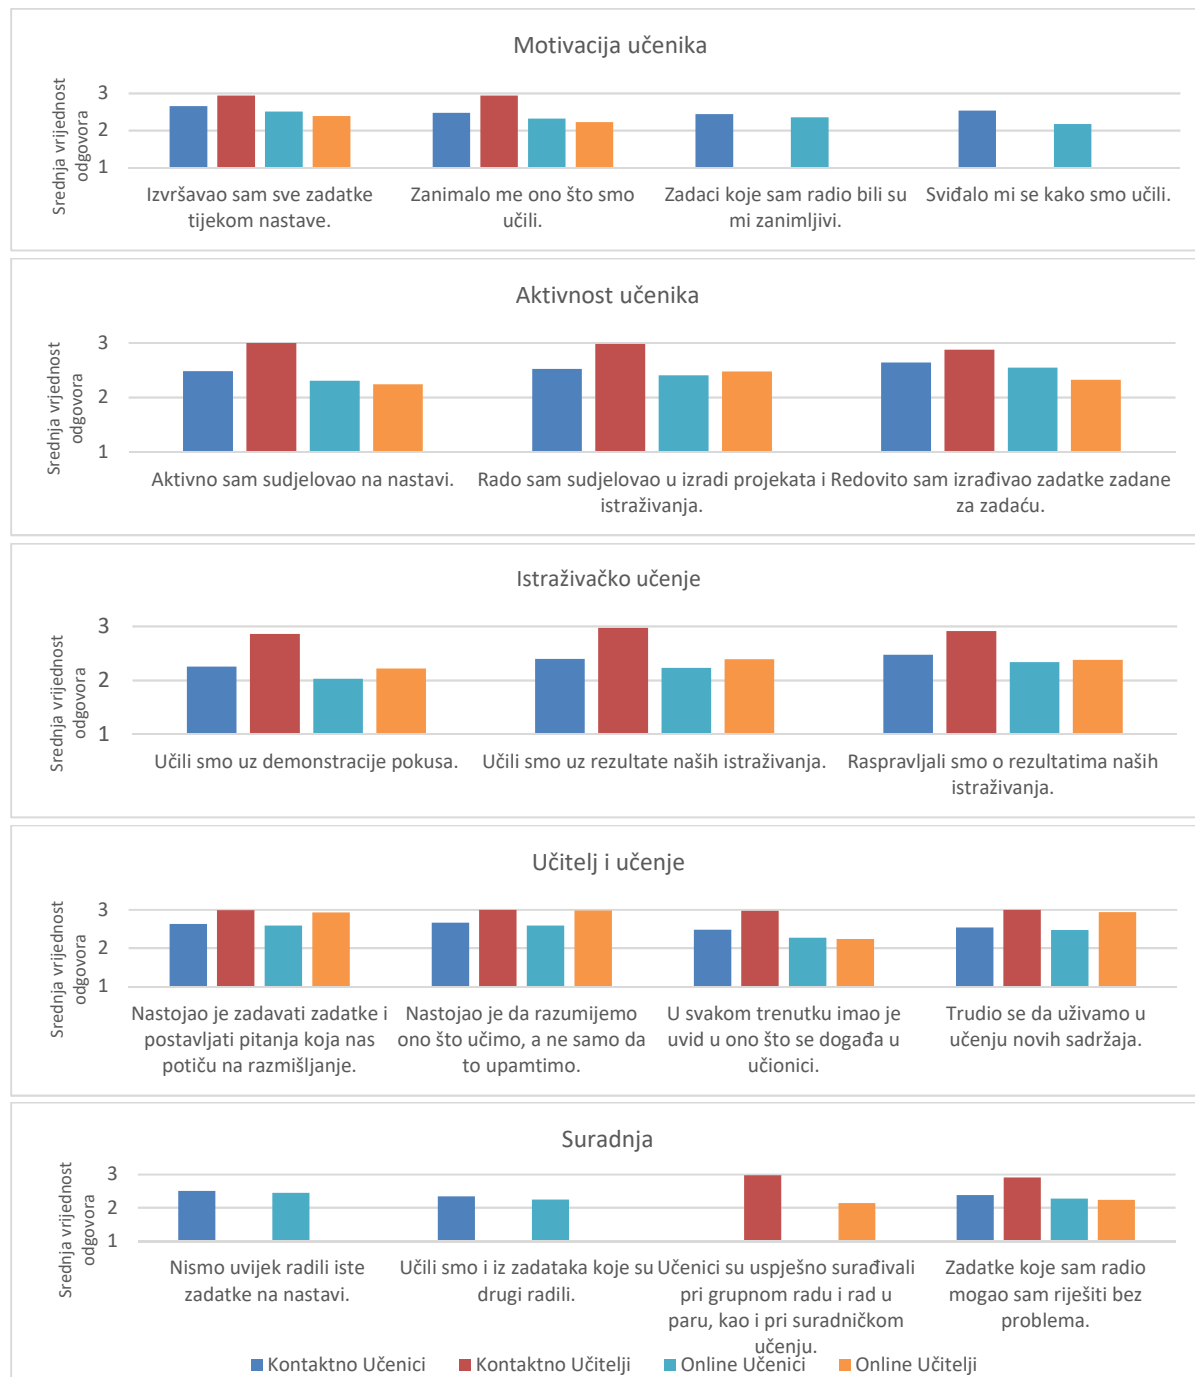 Motivacija učenika
Srednja vrijednost
odgovora
3
2
1
Izvršavao sam sve zadatke
tijekom nastave.
Zanimalo me ono što smo
učili.
Zadaci koje sam radio bili su
mi zanimljivi.
Sviđalo mi se kako smo učili.
Aktivnost učenika
Srednja vrjednost
odgovora
3
2
1
Aktivno sam sudjelovao na nastavi.
Rado sam sudjelovao u izradi projekata i
istraživanja.
Redovito sam izrađivao zadatke zadane
za zadaću.
Istraživačko učenje
Srednja vrijednost
odgovora
3
2
1
Učili smo uz demonstracije pokusa.
Učili smo uz rezultate naših istraživanja.
Raspravljali smo o rezultatima naših
istraživanja.
Učitelj i učenje
Srednja vrijednost
odgovora
3
2
1
Nastojao je zadavati zadatke i
postavljati pitanja koja nas
potiču na razmišljanje.
Nastojao je da razumijemo
ono što učimo, a ne samo da
to upamtimo.
U svakom trenutku imao je
uvid u ono što se događa u
učionici.
Trudio se da uživamo u
učenju novih sadržaja.
Suradnja
Srednja vrijednost
odgovora
3
2
1
Nismo uvijek radili iste
zadatke na nastavi.
Učili smo i iz zadataka koje su
drugi radili.
Učenici su uspješno surađivali
pri grupnom radu i rad u
paru, kao i pri suradničkom
učenju.
Zadatke koje sam radio
mogao sam riješiti bez
problema.
Kontaktno Učenici
Kontaktno Učitelji
Online Učenici
Online Učitelji